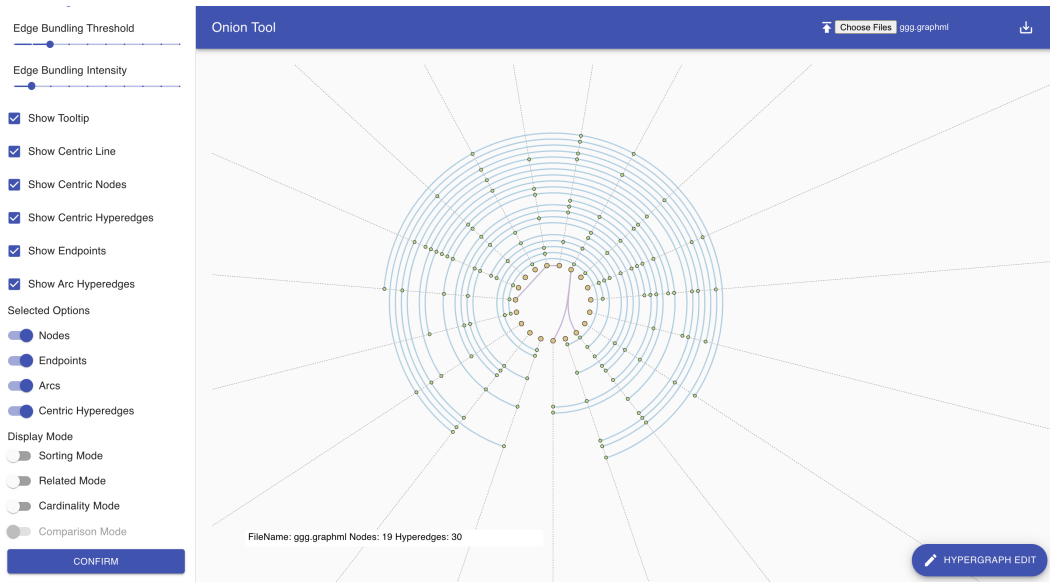 Edge Bundling Threshold
Edge Bundling Intensity
Show Tooltip
Show Centric Line
Show Centric Nodes
Show Centric Hyperedges
Show Endpoints
Show Arc Hyperedges
Selected Options
Nodes
Endpoints
Arcs
Centric Hyperedges
Display Mode
Sorting Mode
Related Mode
Cardinality Mode
Comparison Mode
CONFIRM
Onion Tool
Choose Files ggg.graphml
FileName: ggg.graphml Nodes: 19 Hyperedges: 30
HYPERGRAPH EDIT